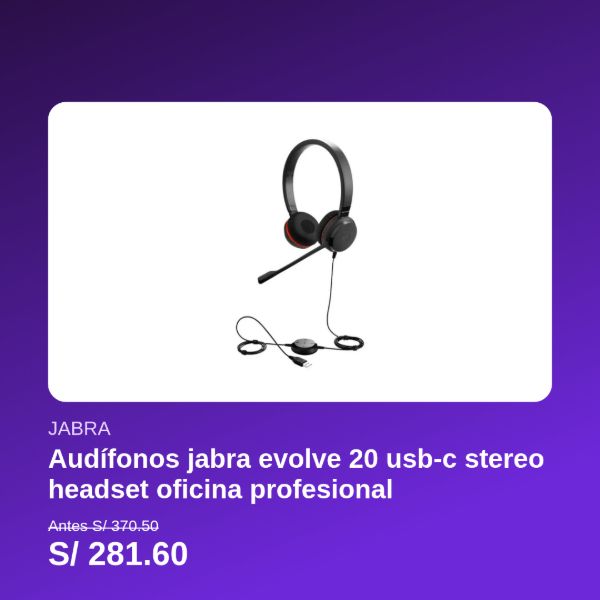 JABRA
Audífonos jabra evolve 20 usb-c stereo
headset oficina profesional
Antes S/ 370.50
S/ 281.60